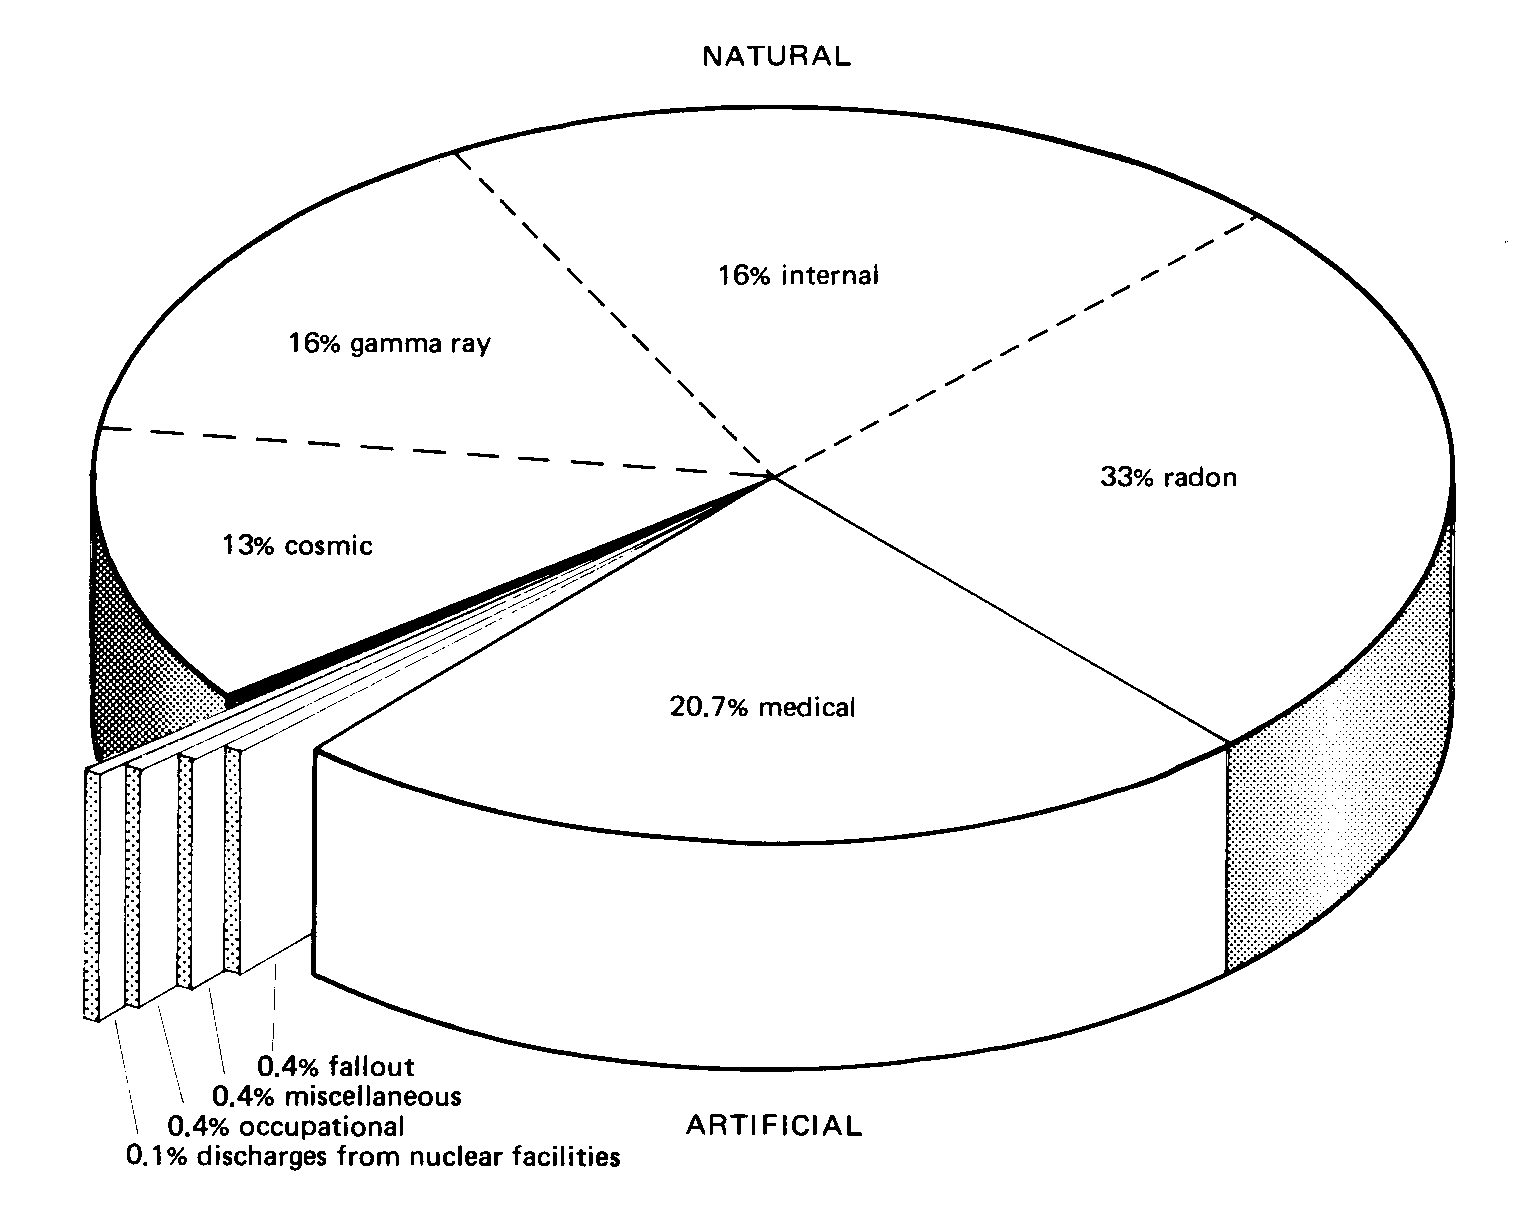 NATURAL
16% internal
16% gamma ray
33% radon
13% cosmic
20.7% medical
0.4% fallout
0.4% miscellaneous
0.4% occupational
ARTIFICIAL
0.1% discharges from nuclear facilities